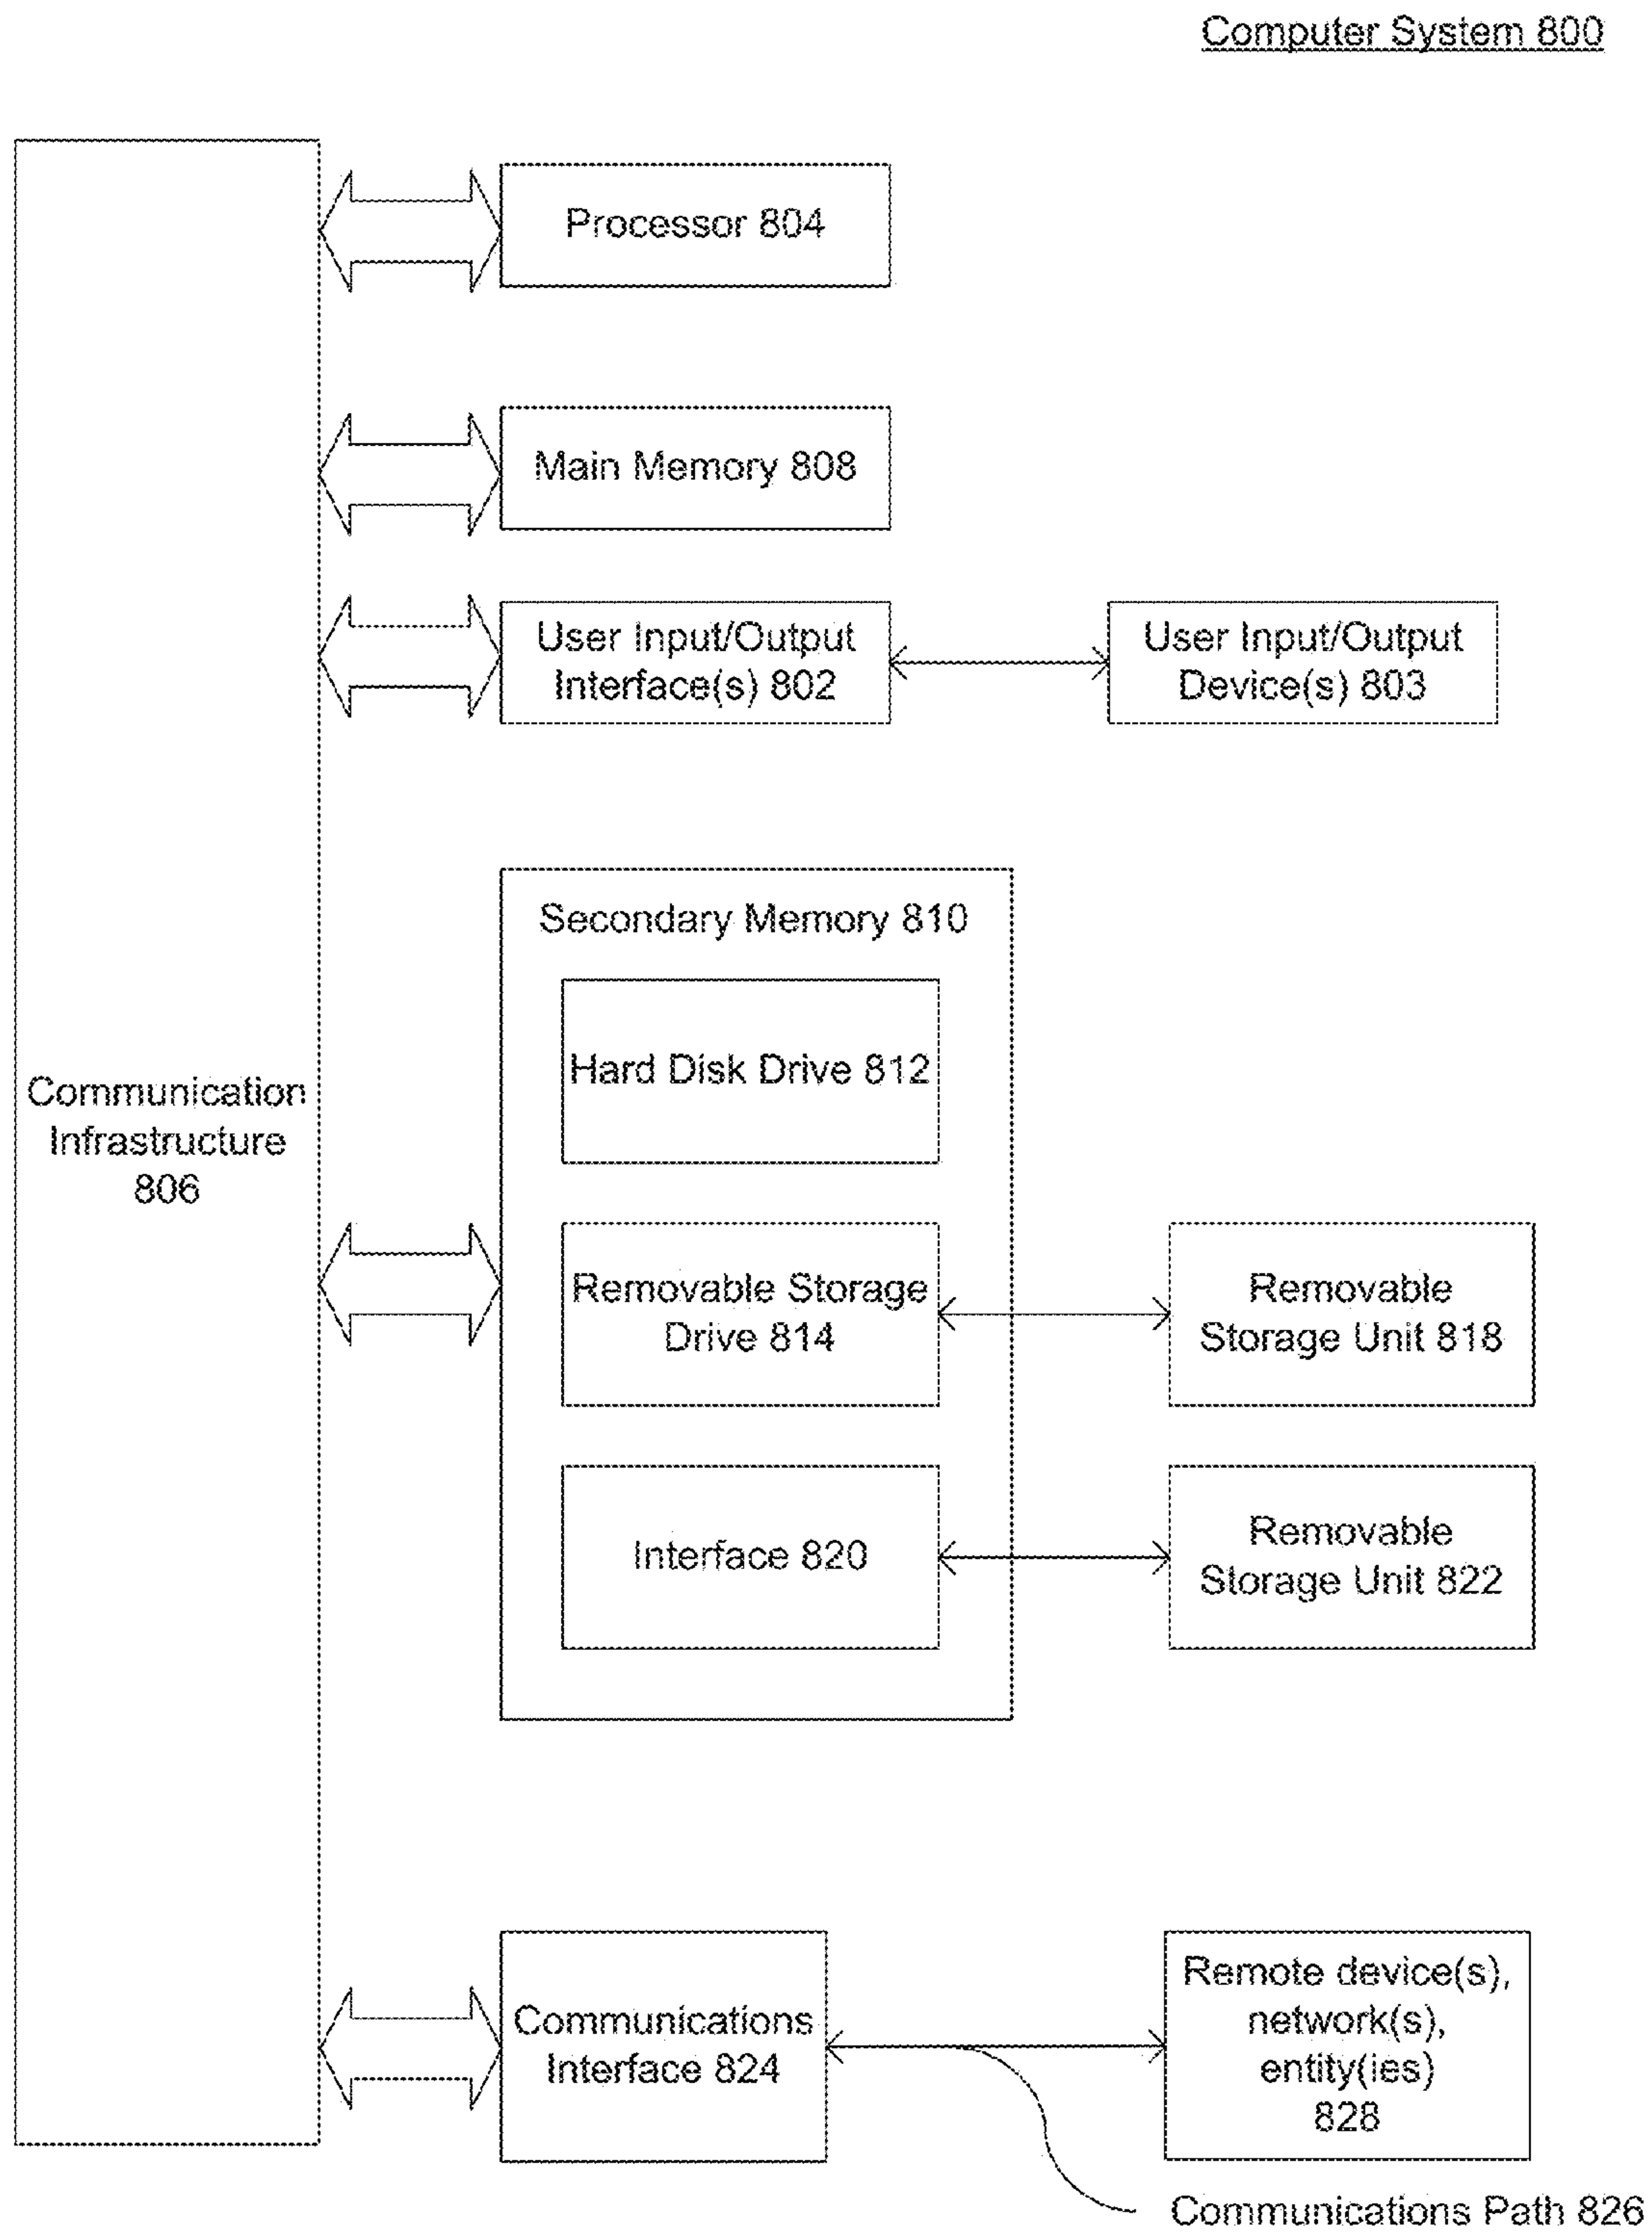 Computer System 800
Processor 804
Main Memory 808
User Input/Output
Interface(s) 802
User Input/Output
Device(s) 803
Secondary Memory 810
Hard Disk Drive 812
Communication
Infrastructure
806
Removable Storage
Drive 814
Removable
Storage Unit 818
Interface 820
Removable
Storage Unit 822
Communications
Interface 824
Remote device(s),
network(s),
entity(ies)
828
Communications Path 826